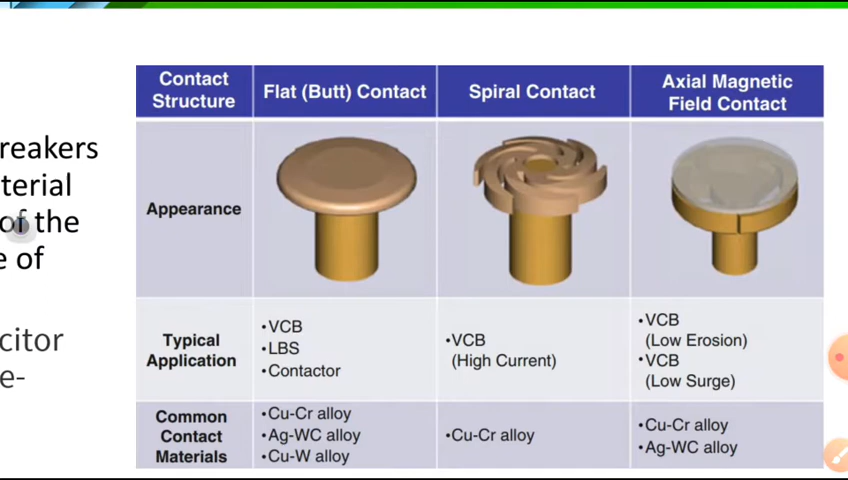 reakers
terial
of the
e of
citor
e-
Contact Structure
Flat (Butt) Contact
Spiral Contact
Axial Magnetic Field Contact
Appearance
Typical Application
•VCB
•LBS
•Contactor
•VCB
(High Current)
•VCB
(Low Erosion)
•VCB
(Low Surge)
Common Contact Materials
•Cu-Cr alloy
•Ag-WC alloy
•Cu-W alloy
•Cu-Cr alloy
•Cu-Cr alloy
•Ag-WC alloy